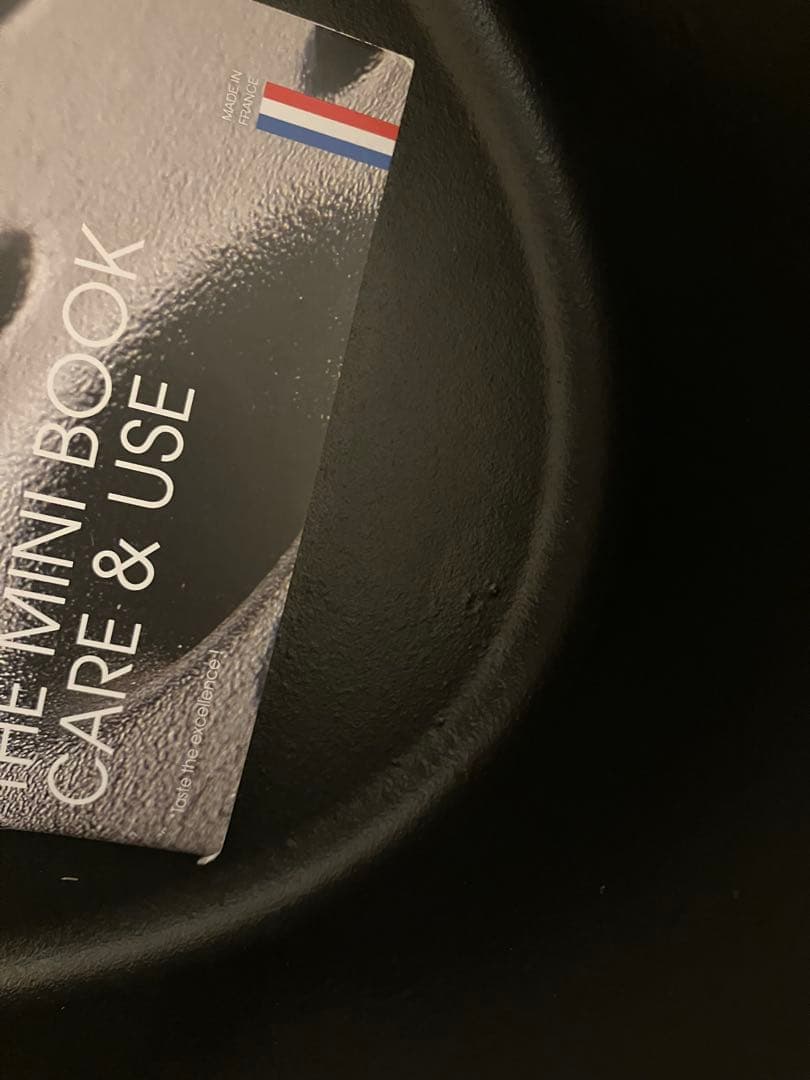 MADE IN
FRANCE
THE MINI BOOK
CARE & USE
Taste the excellence!